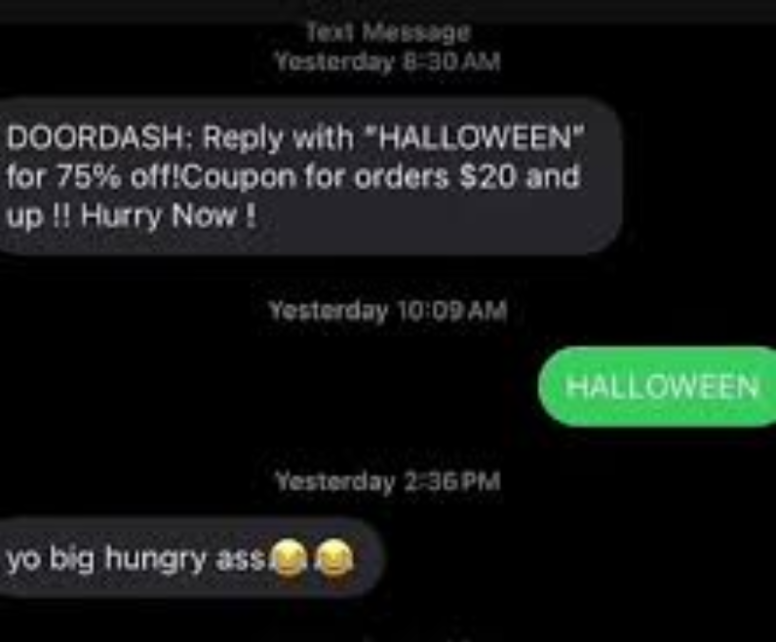 Text Message
Yesterday 8:30 AM
DOORDASH: Reply with "HALLOWEEN"
for 75% off!Coupon for orders $20 and
up !! Hurry Now !
Yesterday 10:09 AM
HALLOWEEN
Yesterday 2:36 PM
yo big hungry ass😂😂